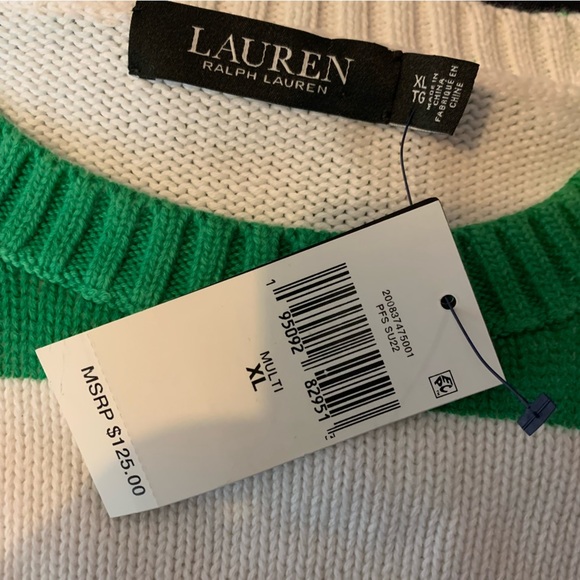 LAUREN
RALPH LAUREN
XL
TG
MADE IN
CHINA
FABRIQUÉ EN
CHINE
200837475001
PFS SU22
1 95092 82951
MULTI
XL
MSRP $125.00